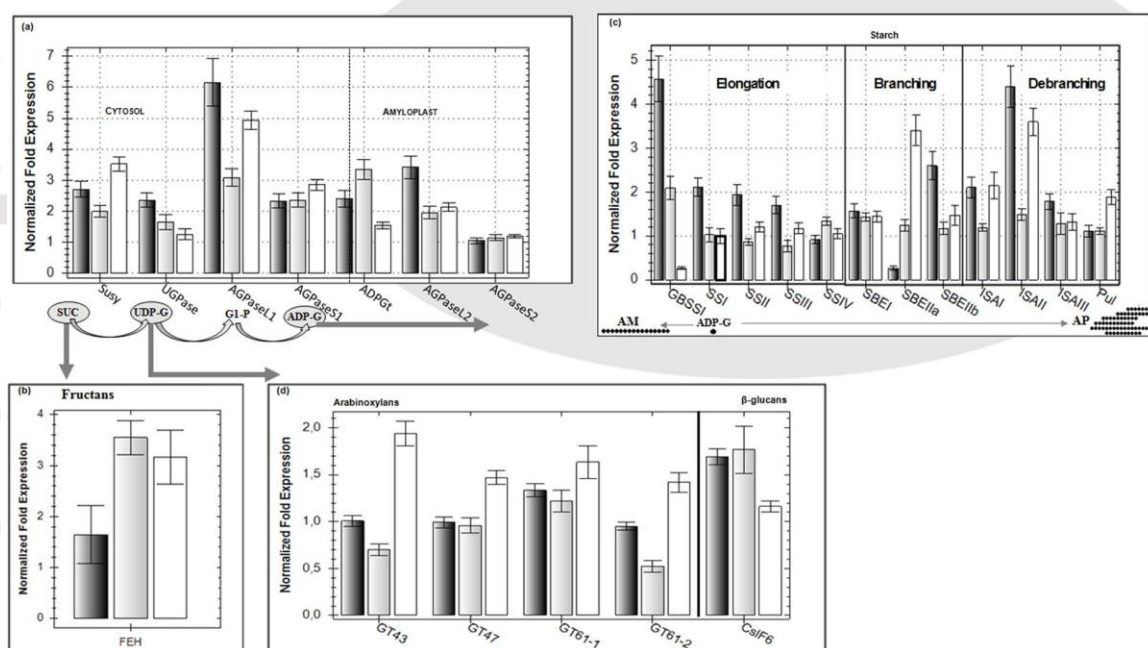 (a)
Normalized Fold Expression
7
6
5
4
3
2
1
0
CYTOSOL
AMYLOPLAST
Susy
UGPase
AGPaseL1
AGPaseS1
ADPGt
AGPaseL2
AGPaseS2
SUC
UDP-G
G1-P
ADP-G
(c)
Starch
Normalized Fold Expression
5
4
3
2
1
0
Elongation
Branching
Debranching
GBSSI
SSI
SSII
SSIII
SSIV
SBEI
SBEIIa
SBEIIb
ISAI
ISAII
ISAIII
Pul
AM
ADP-G
AP
(b)
Fructans
Normalized Fold Expression
4
3
2
1
0
FEH
(d)
Arabinoxylans
β-glucans
Normalized Fold Expression
2,0
1,5
1,0
0,5
0,0
GT43
GT47
GT61-1
GT61-2
CslF6